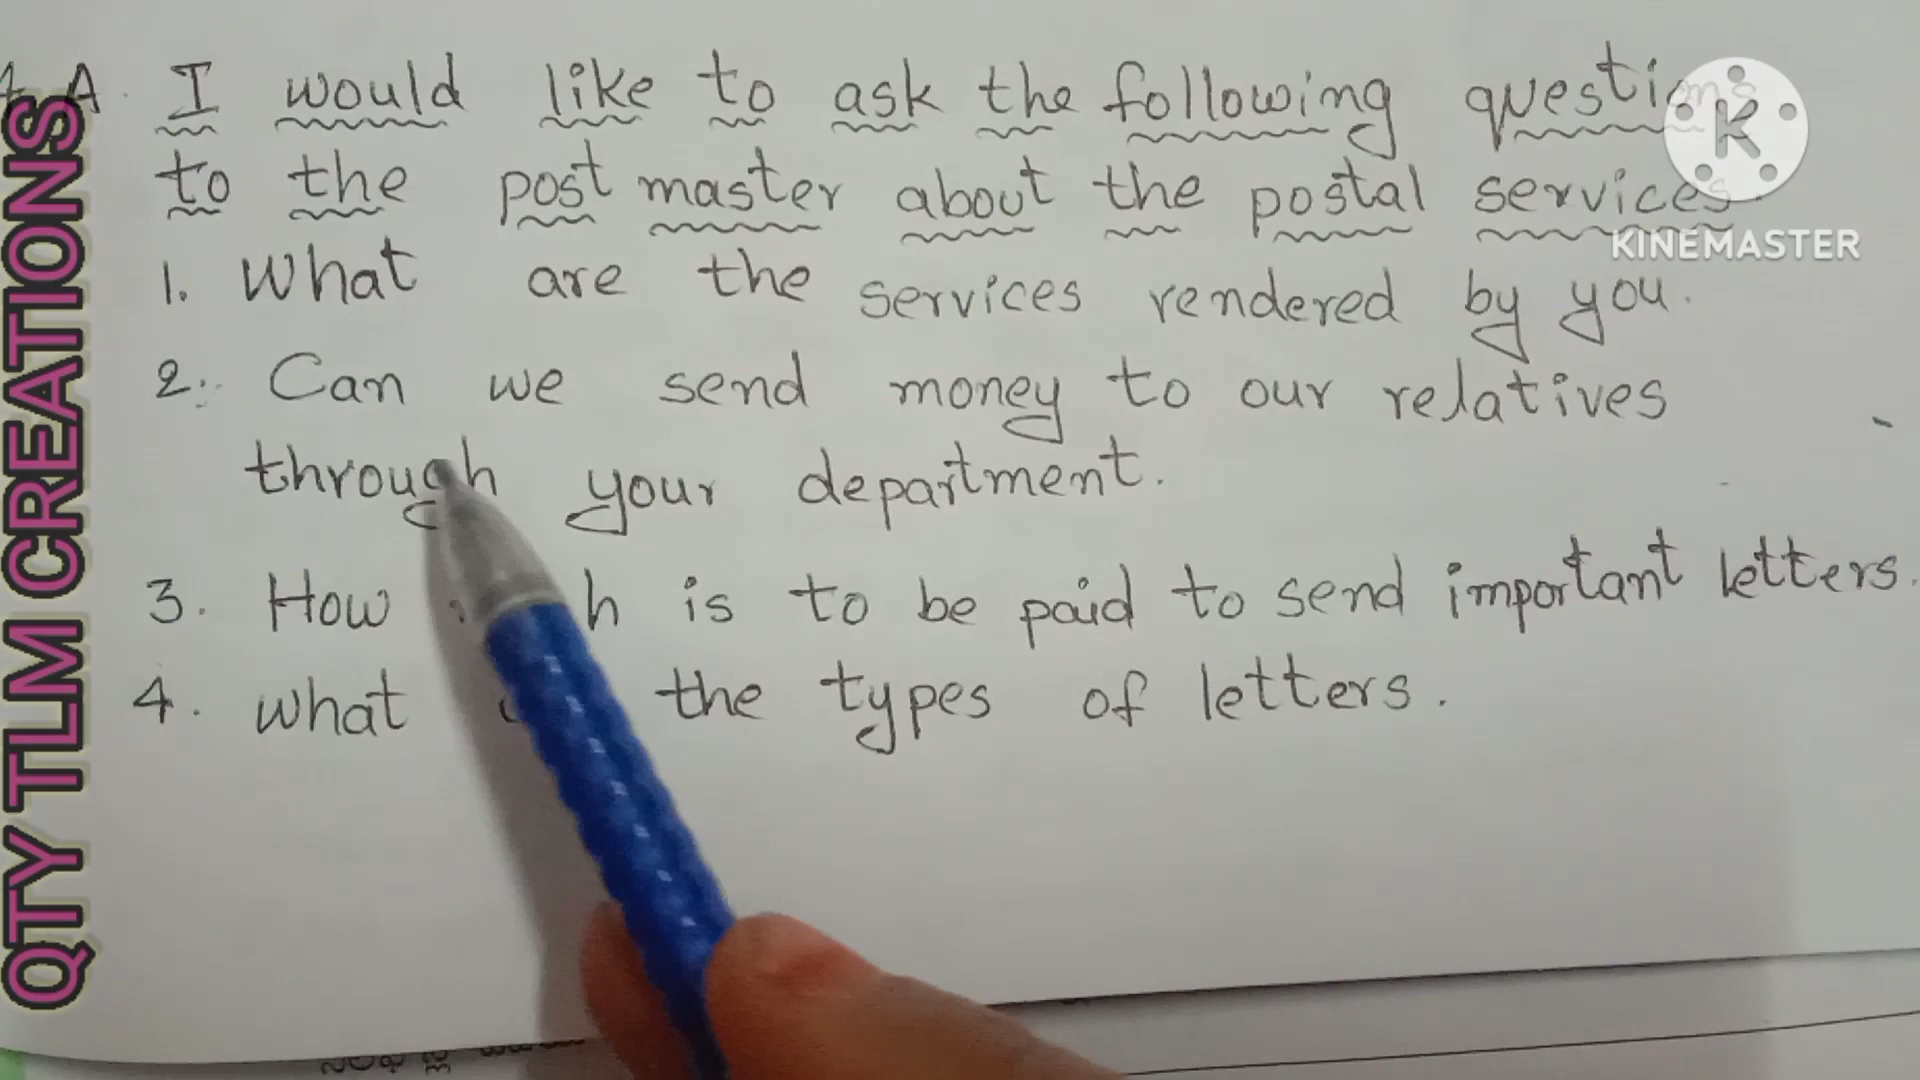 A. I would like to ask the following questions
to the post master about the postal services
1. What are the services rendered by you.
2. Can we send money to our relatives
through your department.
3. How is to be paid to send important letters.
4. what the types of letters.
QTY TLM CREATIONS
K
KINEMASTER